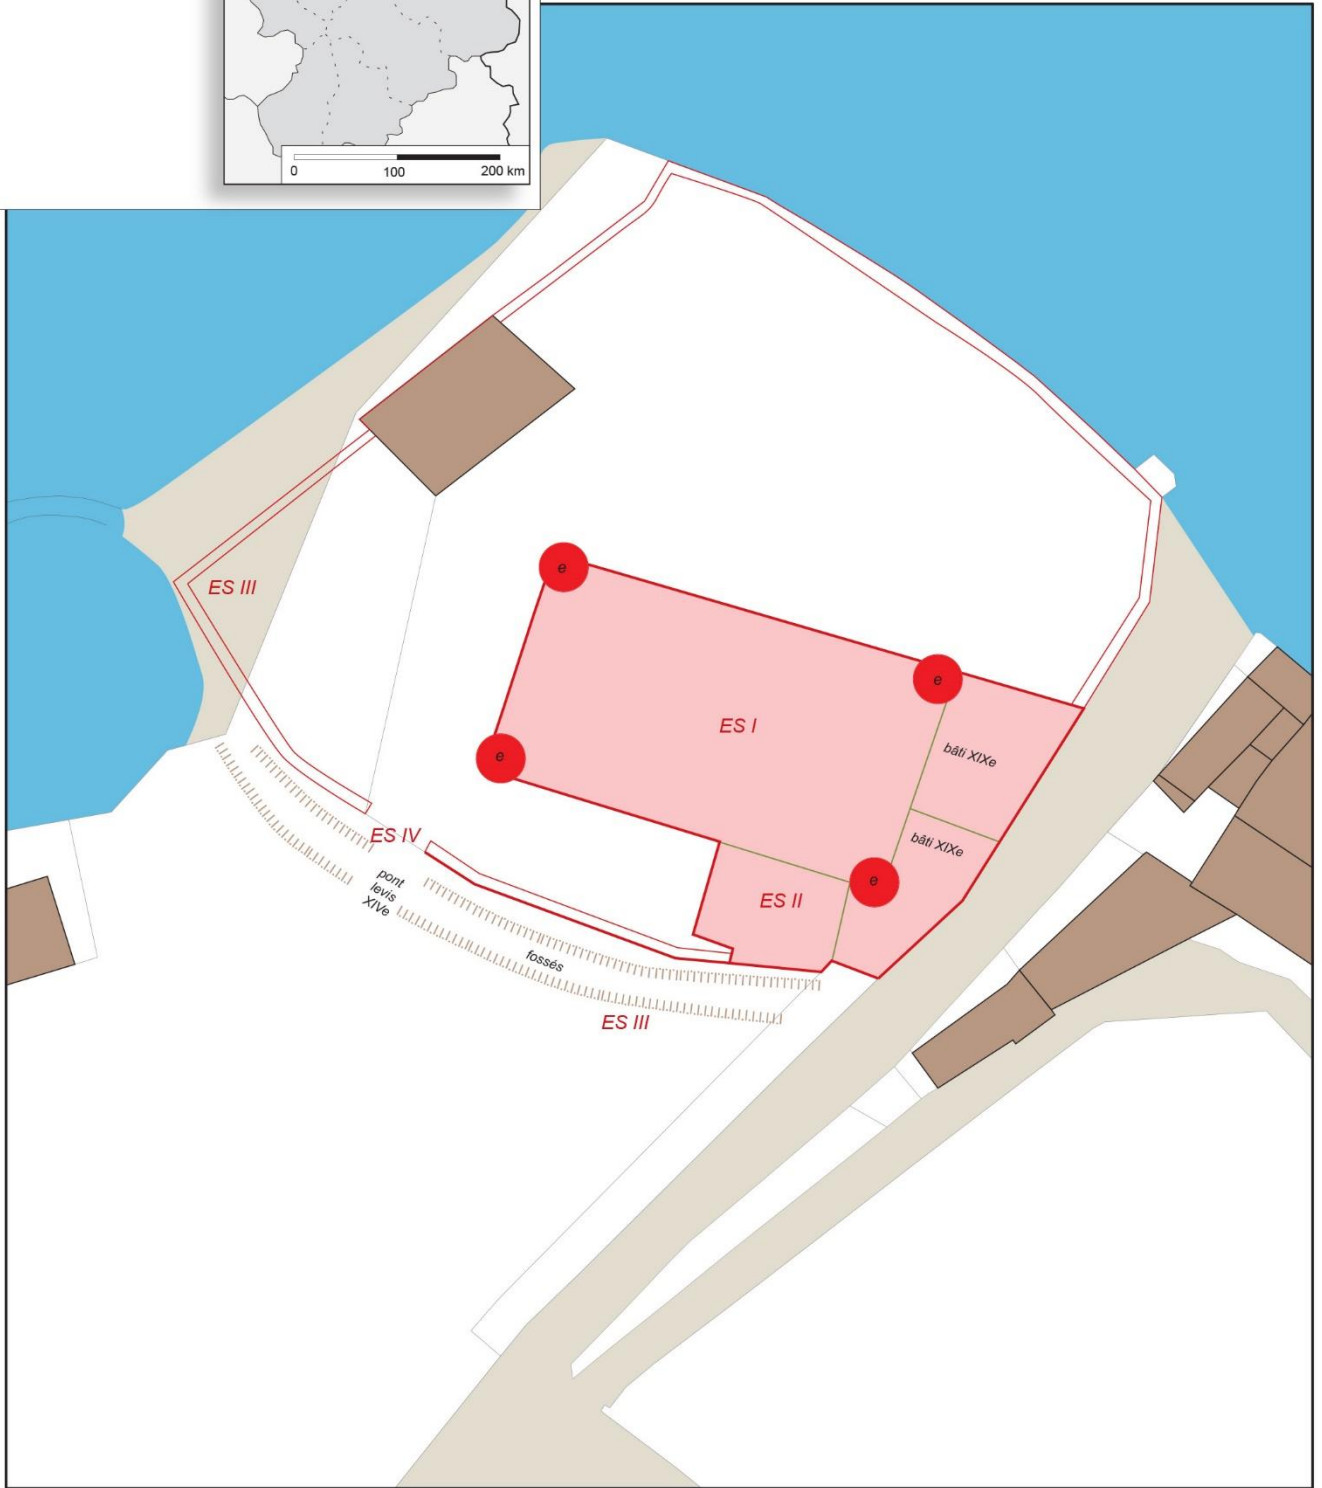 0 100 200 km
ES III
e
e
e
e
ES I
bâti XIXe
bâti XIXe
ES II
ES IV
pont
levis
XIVe
fossés
ES III